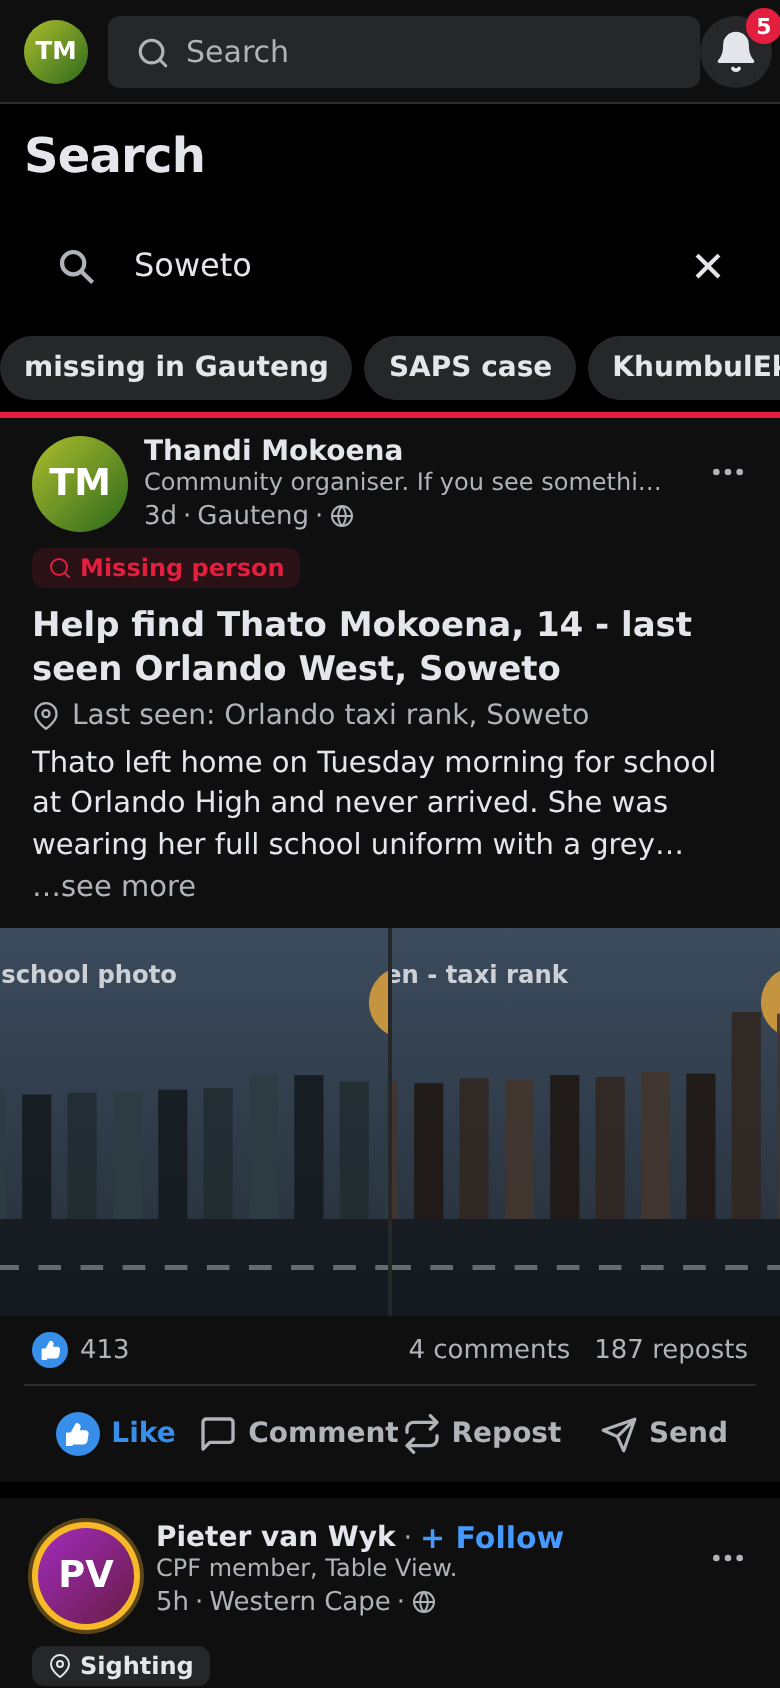 TM
Search
5
Search
Soweto
missing in Gauteng
SAPS case
TM
Thandi Mokoena
Community organiser. If you see somethi...
3d · Gauteng ·
Missing person
Help find Thato Mokoena, 14 - last
seen Orlando West, Soweto
Last seen: Orlando taxi rank, Soweto
Thato left home on Tuesday morning for school
at Orlando High and never arrived. She was
wearing her full school uniform with a grey...
...see more
school photo
en - taxi rank
413
4 comments
187 reposts
Like
Comment
Repost
Send
PV
Pieter van Wyk · + Follow
CPF member, Table View.
5h · Western Cape ·
Sighting